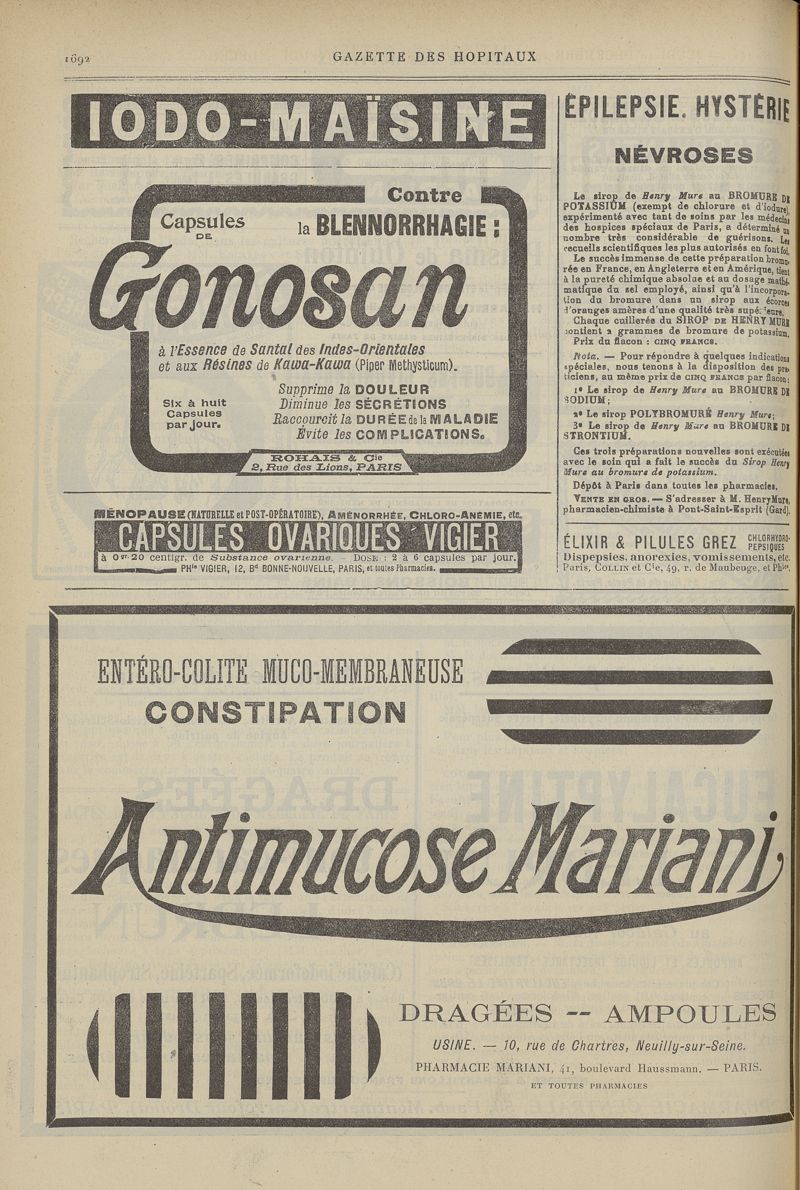 1692
GAZETTE DES HOPITAUX
IODO-MAÏSINE
Contre
Capsules
DE
la BLENNORRHAGIE :
Gonosan
à l'Essence de Santal des Indes-Orientales
et aux Résines de Kawa-Kawa (Piper Methysticum).
Six à huit
Capsules
par jour.
Supprime la DOULEUR
Diminue les SÉCRÉTIONS
Raccourcit la DURÉE de la MALADIE
Évite les COMPLICATIONS.
ROHAIS & Cie
2, Rue des Lions, PARIS
MÉNOPAUSE (NATURELLE et POST-OPÉRATOIRE), AMÉNORRHÉE, CHLORO-ANÉMIE, etc.
CAPSULES OVARIQUES VIGIER
à 0gr. 20 centigr. de Substance ovarienne. — DOSE : 2 à 6 capsules par jour.
PHie VIGIER, 12, Bd BONNE-NOUVELLE, PARIS, et toutes Pharmacies.
ÉPILEPSIE. HYSTÉRIE
NÉVROSES
Le sirop de Henry Mure au BROMURE DE
POTASSIUM (exempt de chlorure et d'iodure),
expérimenté avec tant de soins par les médecins
des hospices spéciaux de Paris, a déterminé un
nombre très considérable de guérisons. Les
recueils scientifiques les plus autorisés en font foi.
Le succès immense de cette préparation bromu-
rée en France, en Angleterre et en Amérique, tient
à la pureté chimique absolue et au dosage mathé-
matique du sel employé, ainsi qu'à l'incorpora-
tion du bromure dans un sirop aux écorces
d'oranges amères d'une qualité très supérieure.
Chaque cuillerée du SIROP DE HENRY MURE
contient 2 grammes de bromure de potassium.
Prix du flacon : CINQ FRANCS.
Nota. — Pour répondre à quelques indications
spéciales, nous tenons à la disposition des pra-
ticiens, au même prix de CINQ FRANCS par flacon :
1° Le sirop de Henry Mure au BROMURE DE
SODIUM;
2° Le sirop POLYBROMURÉ Henry Mure;
3° Le sirop de Henry Mure au BROMURE DE
STRONTIUM.
Ces trois préparations nouvelles sont exécutées
avec le soin qui a fait le succès du Sirop Henry
Mure au bromure de potassium.
Dépôt à Paris dans toutes les pharmacies.
VENTE EN GROS. — S'adresser à M. Henry Mure,
pharmacien-chimiste à Pont-Saint-Esprit (Gard).
ÉLIXIR & PILULES GREZ CHLORHYDRO-
PEPSIQUES
Dispepsies, anorexies, vomissements, etc.
Paris, COLLIN et Cie, 49, r. de Maubeuge, et Phies.
ENTÉRO-COLITE MUCO-MEMBRANEUSE
CONSTIPATION
Antimucose Mariani
DRAGÉES -- AMPOULES
USINE. — 10, rue de Chartres, Neuilly-sur-Seine.
PHARMACIE MARIANI, 41, boulevard Haussmann. — PARIS.
ET TOUTES PHARMACIES